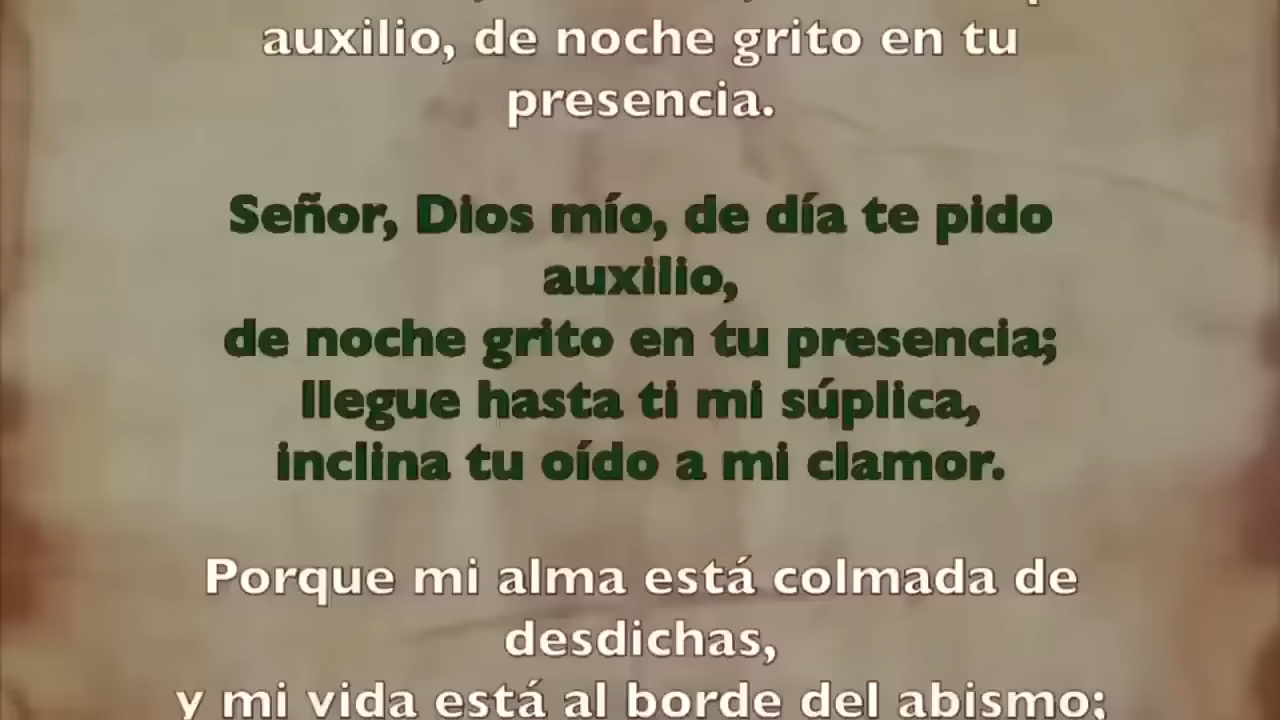 auxilio, de noche grito en tu
presencia.
Señor, Dios mío, de día te pido
auxilio,
de noche grito en tu presencia;
llegue hasta ti mi súplica,
inclina tu oído a mi clamor.
Porque mi alma está colmada de
desdichas,
y mi vida está al borde del abismo;